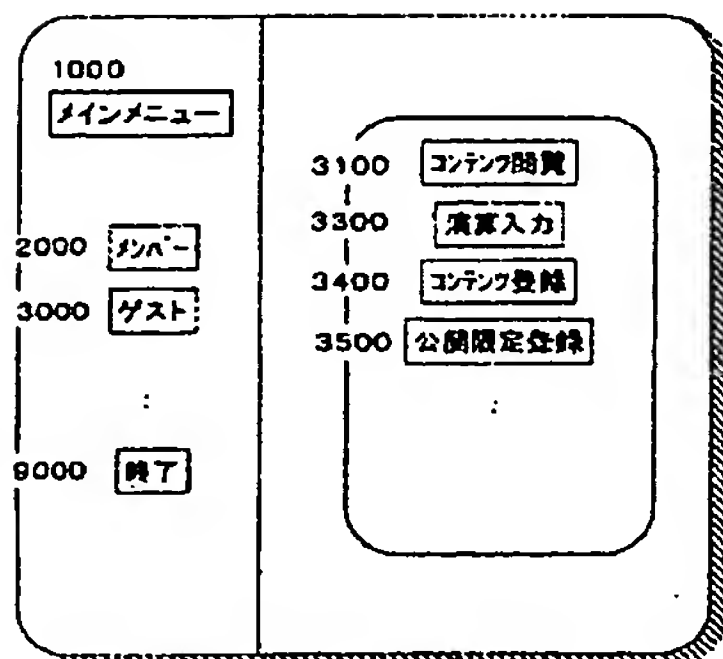 1000
メインメニュー
2000 メンバー
3000 ゲスト
:
9000 終了
3100 コンテンツ閲覧
3300 演算入力
3400 コンテンツ登録
3500 公開限定登録
: